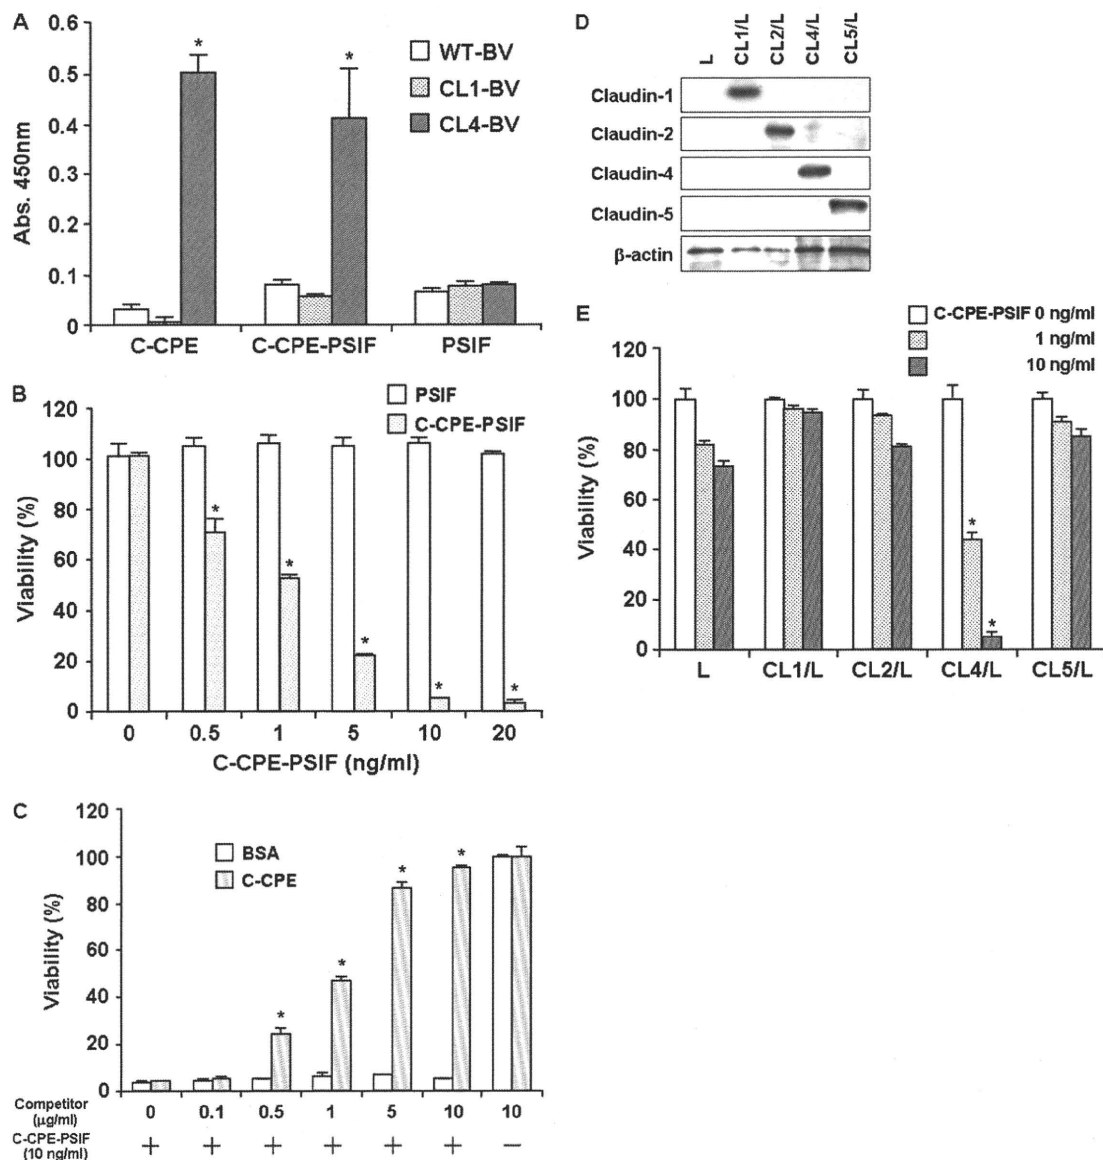 A
0.6
0.5
0.4
0.3
0.2
0.1
0
Abs. 450nm
*
*
WT-BV
CL1-BV
CL4-BV
C-CPE
C-CPE-PSIF
PSIF
B
120
100
80
60
40
20
0
Viability (%)
PSIF
C-CPE-PSIF
*
*
*
*
*
0 0.5 1 5 10 20
C-CPE-PSIF (ng/ml)
C
120
100
80
60
40
20
0
Viability (%)
BSA
C-CPE
*
*
*
*
Competitor (μg/ml) 0 0.1 0.5 1 5 10 10
C-CPE-PSIF (10 ng/ml) + + + + + + −
D
L CL1/L CL2/L CL4/L CL5/L
Claudin-1
Claudin-2
Claudin-4
Claudin-5
β-actin
E
C-CPE-PSIF 0 ng/ml
1 ng/ml
10 ng/ml
120
100
80
60
40
20
0
Viability (%)
*
*
L CL1/L CL2/L CL4/L CL5/L